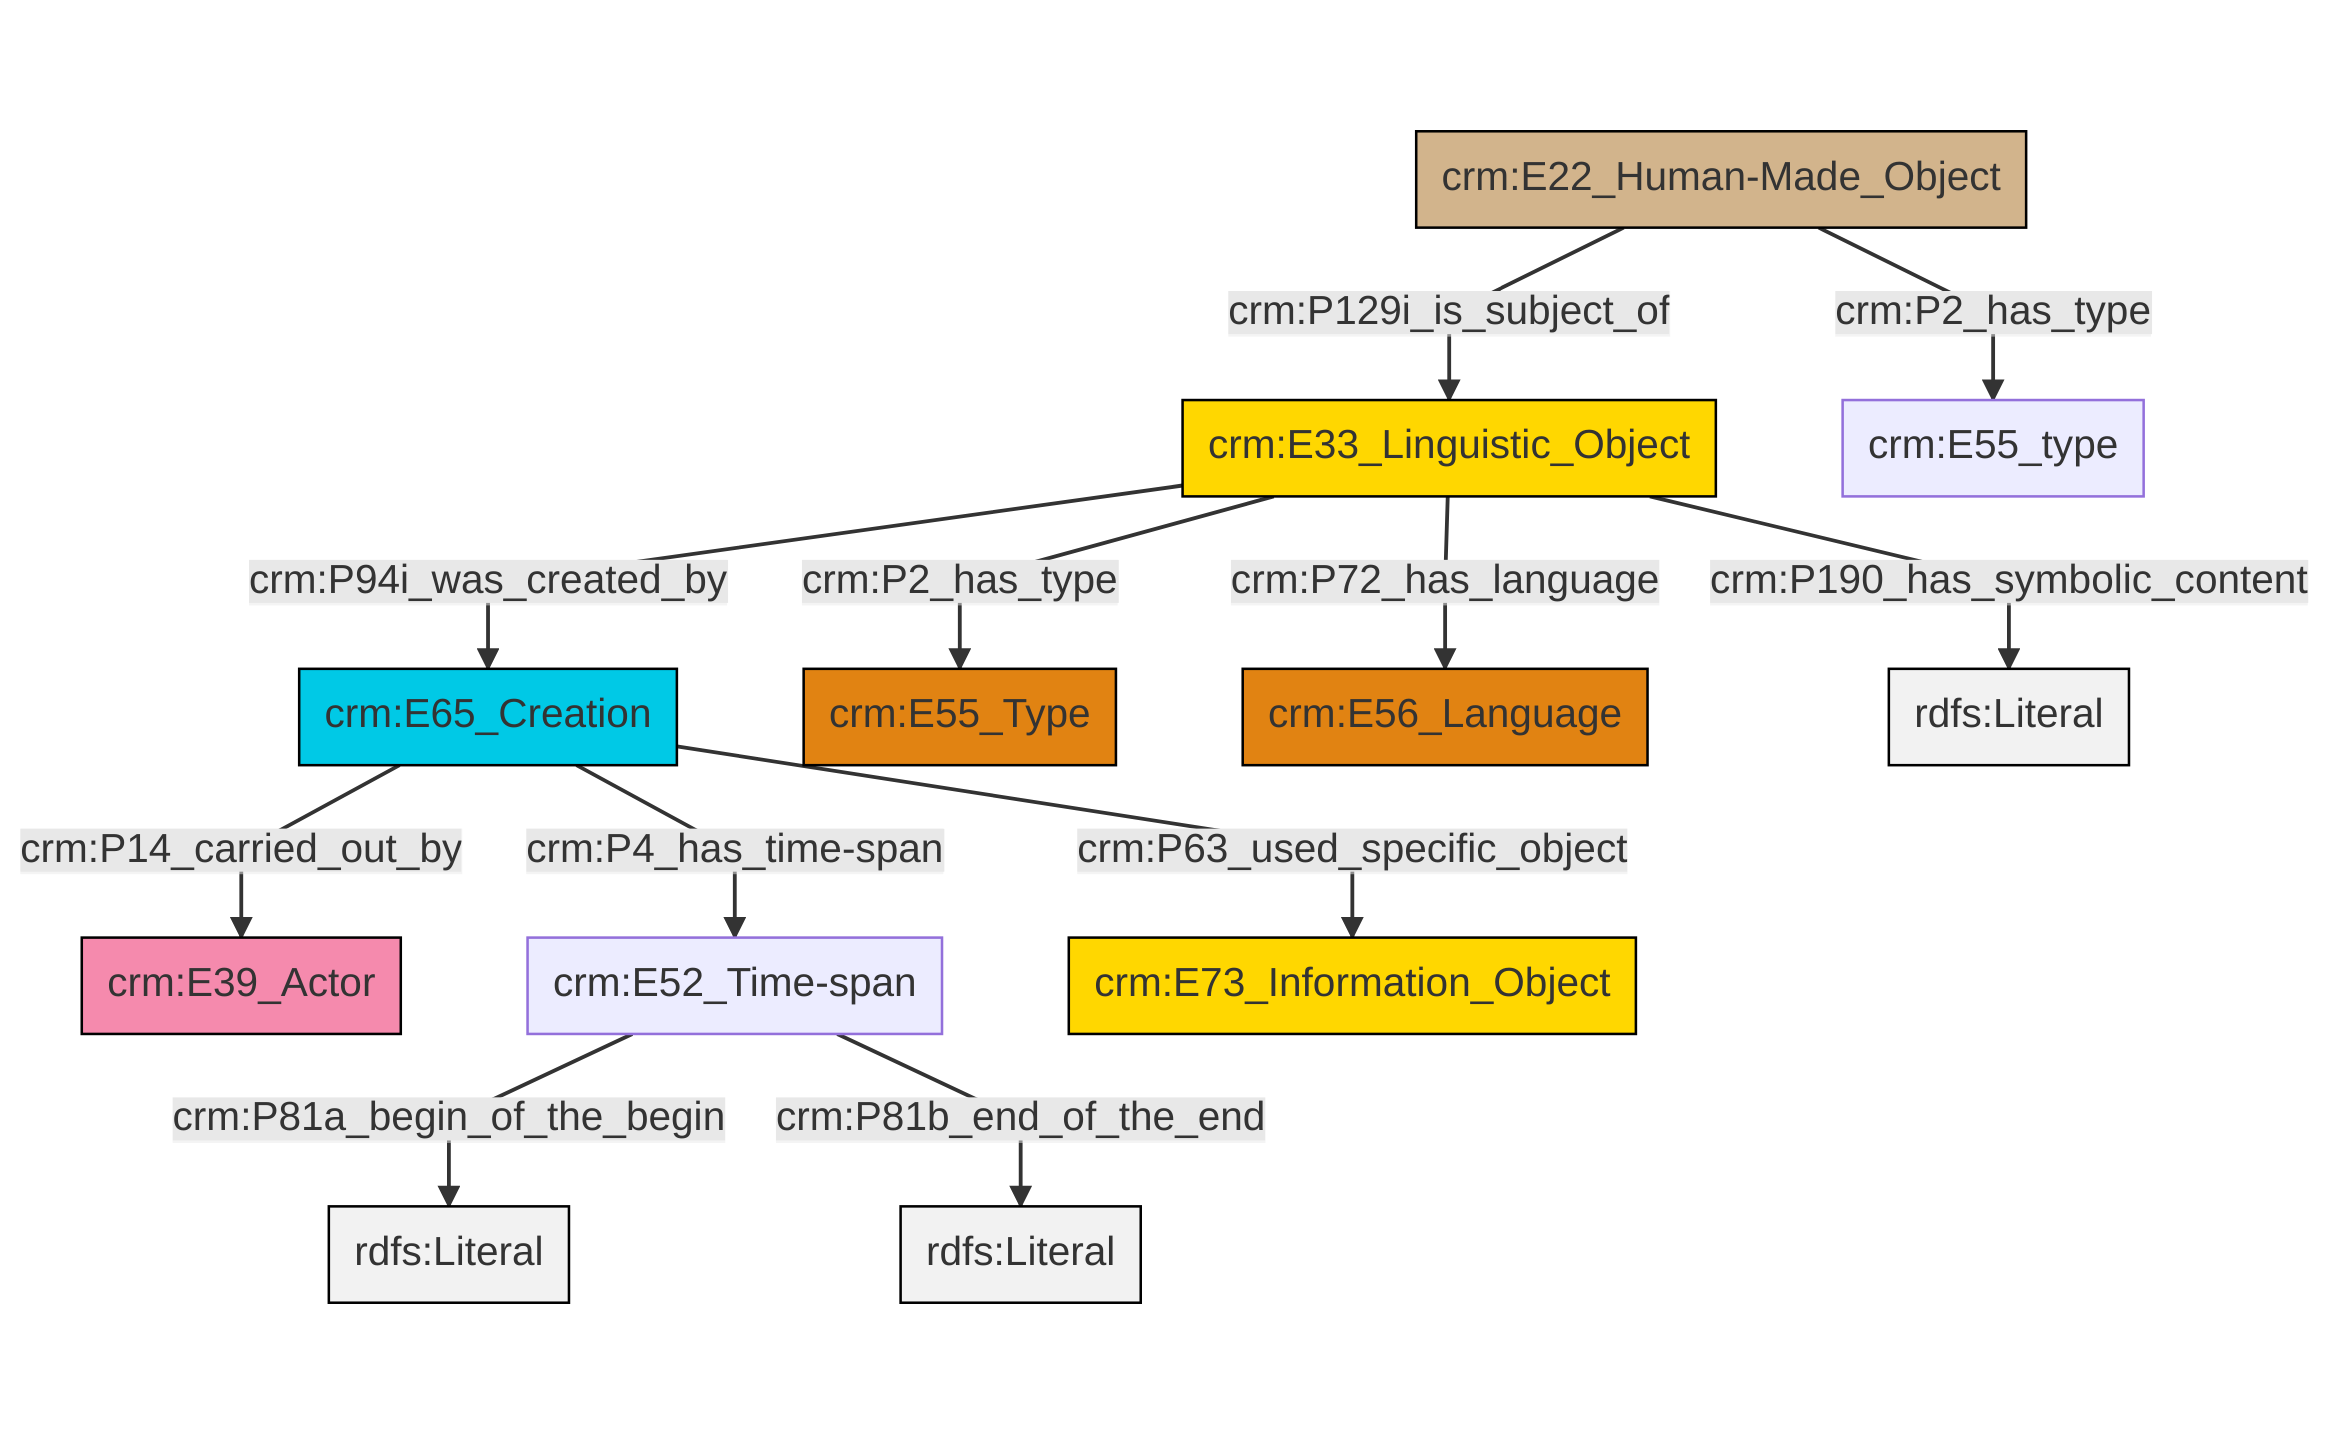 crm:E22_Human-Made_Object
crm:P129i_is_subject_of
crm:P2_has_type
crm:E33_Linguistic_Object
crm:E55_type
crm:P94i_was_created_by
crm:P2_has_type
crm:P72_has_language
crm:P190_has_symbolic_content
crm:E65_Creation
crm:E55_Type
crm:E56_Language
rdfs:Literal
crm:P14_carried_out_by
crm:P4_has_time-span
crm:P63_used_specific_object
crm:E39_Actor
crm:E52_Time-span
crm:E73_Information_Object
crm:P81a_begin_of_the_begin
crm:P81b_end_of_the_end
rdfs:Literal
rdfs:Literal